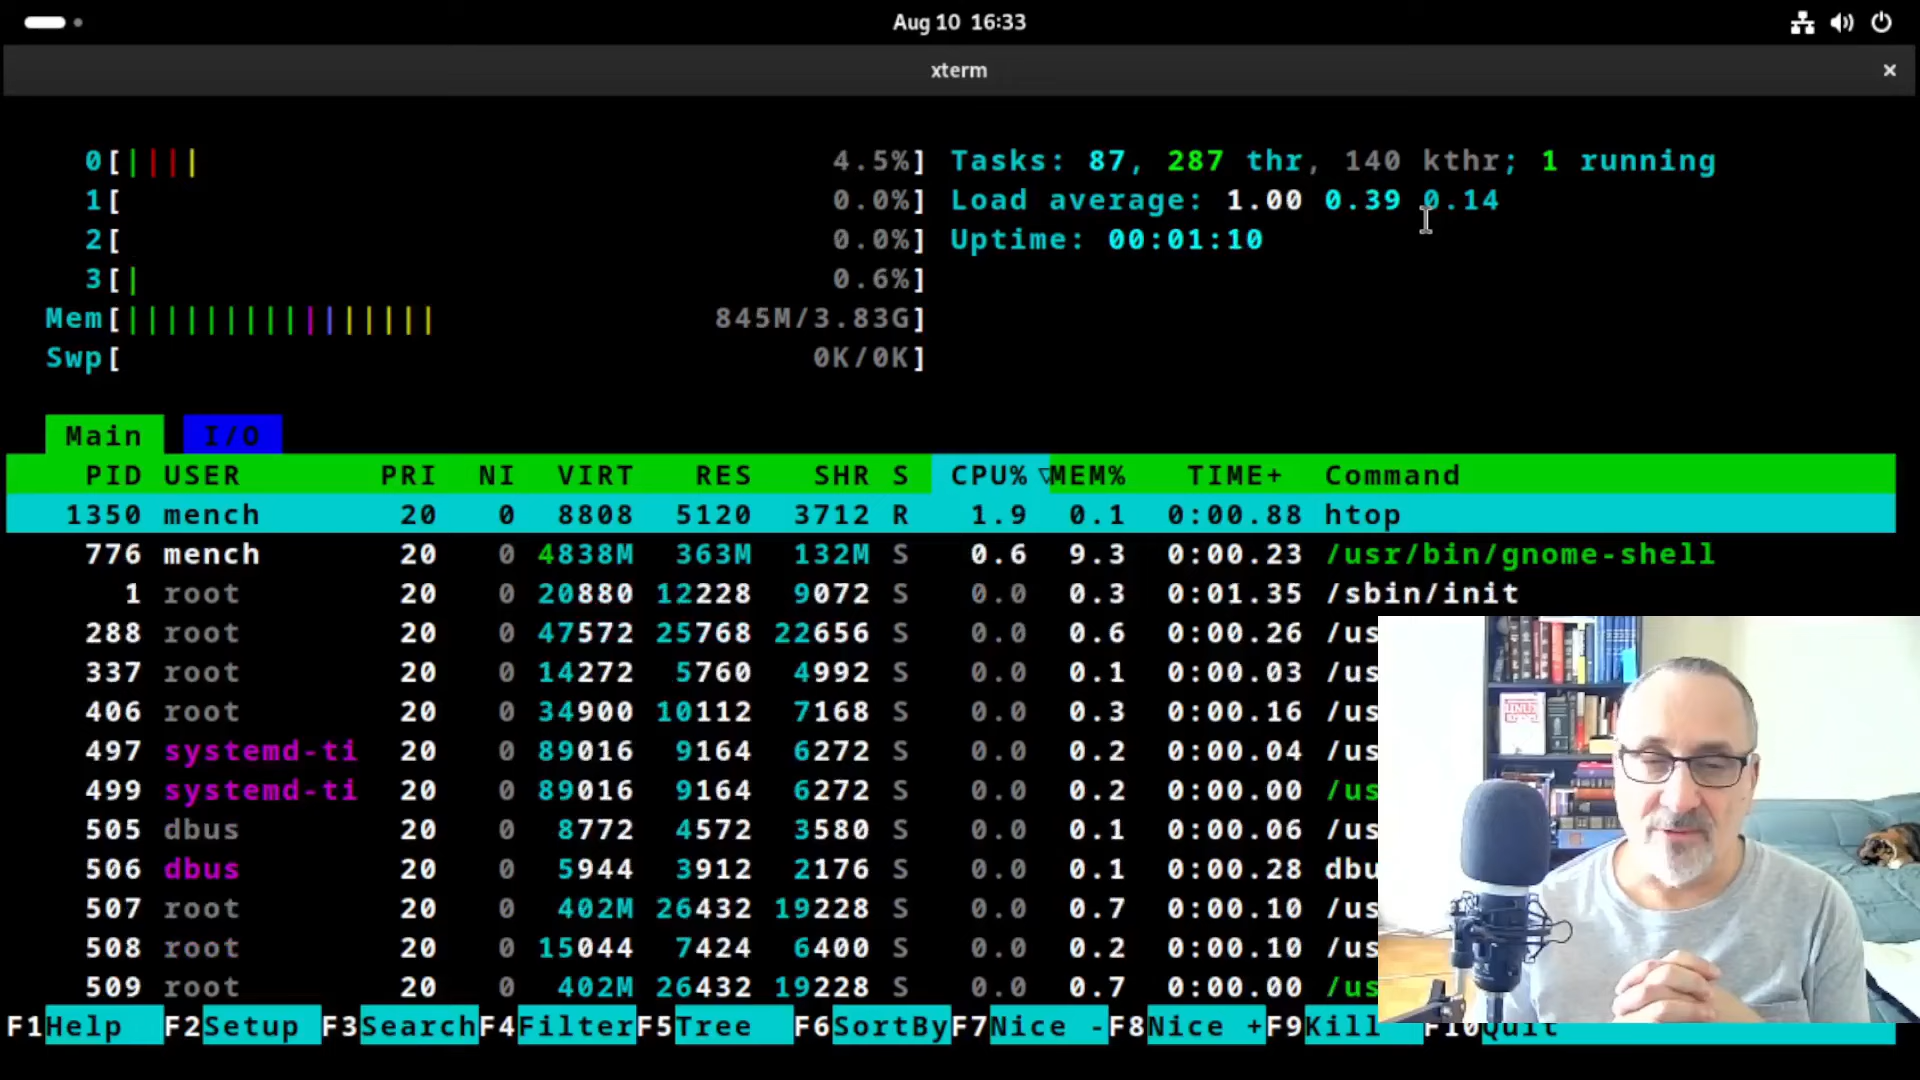 Aug 10 16:33
xterm
0[|||| 4.5%] Tasks: 87, 287 thr, 140 kthr; 1 running
1[ 0.0%] Load average: 1.00 0.39 0.14
2[ 0.0%] Uptime: 00:01:10
3[| 0.6%]
Mem[|||||||||||||||| 845M/3.83G]
Swp[ 0K/0K]
Main I/O
PID USER PRI NI VIRT RES SHR S CPU%▽MEM% TIME+ Command
1350 mench 20 0 8808 5120 3712 R 1.9 0.1 0:00.88 htop
776 mench 20 0 4838M 363M 132M S 0.6 9.3 0:00.23 /usr/bin/gnome-shell
1 root 20 0 20880 12228 9072 S 0.0 0.3 0:01.35 /sbin/init
288 root 20 0 47572 25768 22656 S 0.0 0.6 0:00.26 /us
337 root 20 0 14272 5760 4992 S 0.0 0.1 0:00.03 /us
406 root 20 0 34900 10112 7168 S 0.0 0.3 0:00.16 /us
497 systemd-ti 20 0 89016 9164 6272 S 0.0 0.2 0:00.04 /us
499 systemd-ti 20 0 89016 9164 6272 S 0.0 0.2 0:00.00 /us
505 dbus 20 0 8772 4572 3580 S 0.0 0.1 0:00.06 /us
506 dbus 20 0 5944 3912 2176 S 0.0 0.1 0:00.28 dbu
507 root 20 0 402M 26432 19228 S 0.0 0.7 0:00.10 /us
508 root 20 0 15044 7424 6400 S 0.0 0.2 0:00.10 /us
509 root 20 0 402M 26432 19228 S 0.0 0.7 0:00.00 /us
F1Help F2Setup F3Search F4Filter F5Tree F6SortBy F7Nice - F8Nice + F9Kill F10Quit